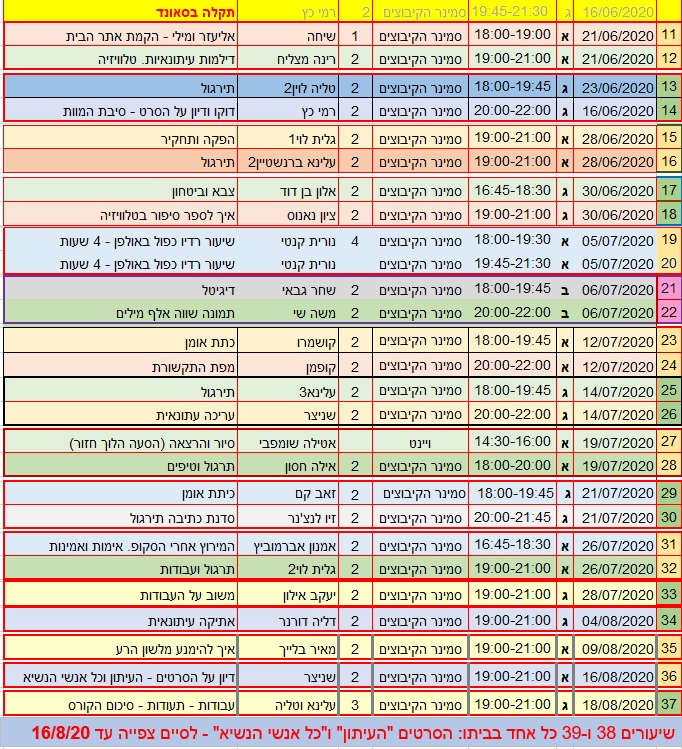 16/06/2020 ג 19:45-21:30 סמינר הקיבוצים 2 רמי כץ תקלה בסאונד
11 21/06/2020 א 18:00-19:00 סמינר הקיבוצים 1 שיחה אליעזר ומילי - הקמת אתר הבית
12 21/06/2020 א 19:00-21:00 סמינר הקיבוצים 2 רינה מצליח דילמות עיתונאיות. טלוויזיה
13 23/06/2020 ג 18:00-19:45 סמינר הקיבוצים 2 טליה לוין2 תירגול
14 16/06/2020 ג 20:00-22:00 סמינר הקיבוצים 2 רמי כץ דוקו ודיון על הסרט - סיבת המוות
15 28/06/2020 א 19:00-21:00 סמינר הקיבוצים 2 גלית לוי1 הפקה ותחקיר
16 28/06/2020 א 19:00-21:00 סמינר הקיבוצים 2 עלינא ברנשטיין2 תירגול
17 30/06/2020 ג 16:45-18:30 סמינר הקיבוצים 2 אלון בן דוד צבא וביטחון
18 30/06/2020 ג 19:00-21:00 סמינר הקיבוצים 2 ציון נאנוס איך לספר סיפור בטלוויזיה
19 05/07/2020 א 18:00-19:30 סמינר הקיבוצים 4 נורית קנטי שיעור רדיו כפול באולפן - 4 שעות
20 05/07/2020 א 19:45-21:30 סמינר הקיבוצים נורית קנטי שיעור רדיו כפול באולפן - 4 שעות
21 06/07/2020 ב 18:00-19:45 סמינר הקיבוצים 2 שחר גבאי דיגיטל
22 06/07/2020 ב 20:00-22:00 סמינר הקיבוצים 2 משה שי תמונה שווה אלף מילים
23 12/07/2020 א 18:00-19:45 סמינר הקיבוצים 2 קושמרו כתת אומן
24 12/07/2020 א 20:00-22:00 סמינר הקיבוצים 2 קופמן מפת התקשורת
25 14/07/2020 ג 18:00-19:45 סמינר הקיבוצים 2 עלינא3 תירגול
26 14/07/2020 ג 20:00-22:00 סמינר הקיבוצים 2 שניצר עריכה עתונאית
27 19/07/2020 א 14:30-16:00 ויינט אטילה שומפבי סיור והרצאה (הסעה הלוך חזור)
28 19/07/2020 א 18:00-20:00 סמינר הקיבוצים 2 אילה חסון תרגול וטיפים
29 21/07/2020 ג 18:00-19:45 סמינר הקיבוצים 2 זאב קם כיתת אומן
30 21/07/2020 ג 20:00-21:45 סמינר הקיבוצים 2 זיו לנצ'נר סדנת כתיבה תירגול
31 26/07/2020 א 16:45-18:30 סמינר הקיבוצים 2 אמנון אברמוביץ המירוץ אחרי הסקופ. אימות ואמינות
32 26/07/2020 א 19:00-21:00 סמינר הקיבוצים 2 גלית לוי2 תרגול ועבודות
33 28/07/2020 ג 19:00-21:00 סמינר הקיבוצים 2 יעקב אילון משוב על העבודות
34 04/08/2020 ג 19:00-21:00 סמינר הקיבוצים 2 דליה דורנר אתיקה עיתונאית
35 09/08/2020 א 19:00-21:00 סמינר הקיבוצים 2 מאיר בלייך איך להימנע מלשון הרע
36 16/08/2020 א 19:00-21:00 סמינר הקיבוצים 2 שניצר דיון על הסרטים - העיתון וכל אנשי הנשיא
37 18/08/2020 ג 19:00-21:00 סמינר הקיבוצים 3 עלינא וטליה עבודות - תעודות - סיכום הקורס
שיעורים 38 ו-39 כל אחד בביתו: הסרטים "העיתון" ו"כל אנשי הנשיא" - לסיים צפייה עד 16/8/20